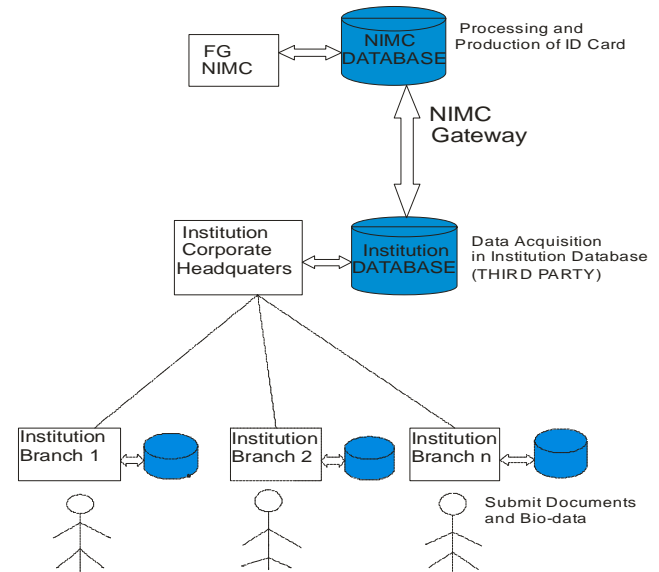 FG
NIMC
NIMC
DATABASE
Processing and
Production of ID Card
NIMC
Gateway
Institution
Corporate
Headquaters
Institution
DATABASE
Data Acquisition
in Institution Database
(THIRD PARTY)
Institution
Branch 1
Institution
Branch 2
Institution
Branch n
Submit Documents
and Bio-data